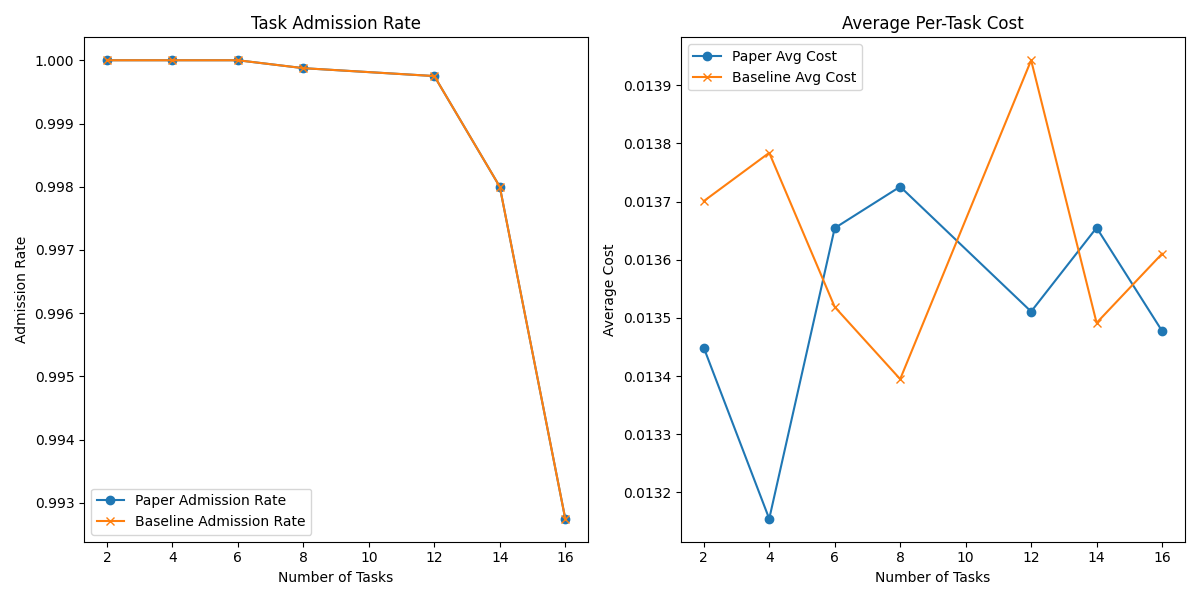 Task Admission Rate
Admission Rate
1.000
0.999
0.998
0.997
0.996
0.995
0.994
0.993
Paper Admission Rate
Baseline Admission Rate
2 4 6 8 10 12 14 16
Number of Tasks
Average Per-Task Cost
Average Cost
Paper Avg Cost
Baseline Avg Cost
0.0139
0.0138
0.0137
0.0136
0.0135
0.0134
0.0133
0.0132
2 4 6 8 10 12 14 16
Number of Tasks